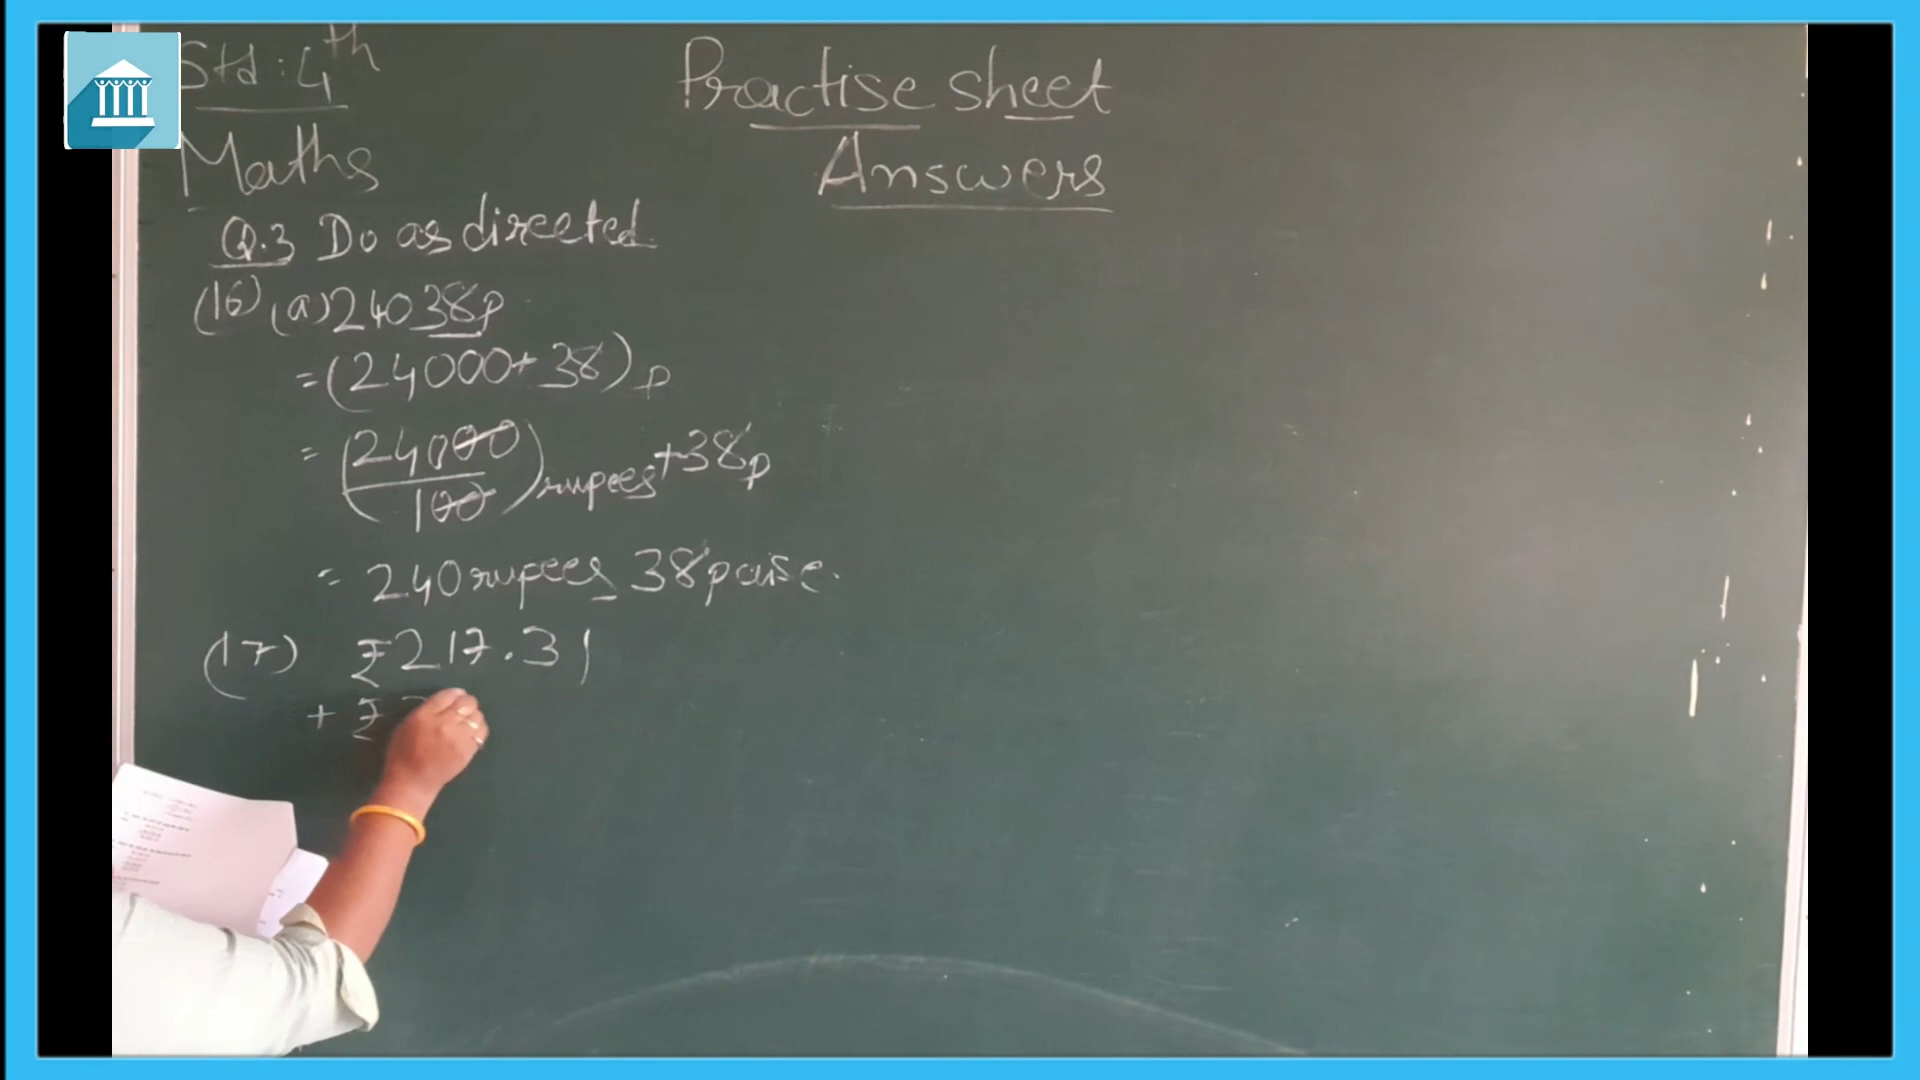 Std : 4th
Practise sheet
Maths
Answers
Q.3 Do as directed.
(16) (a) 24038p
= (24000 + 38) p
= (24000/100) rupees + 38p
= 240 rupees 38 paise.
(17) ₹217.31
+ ₹